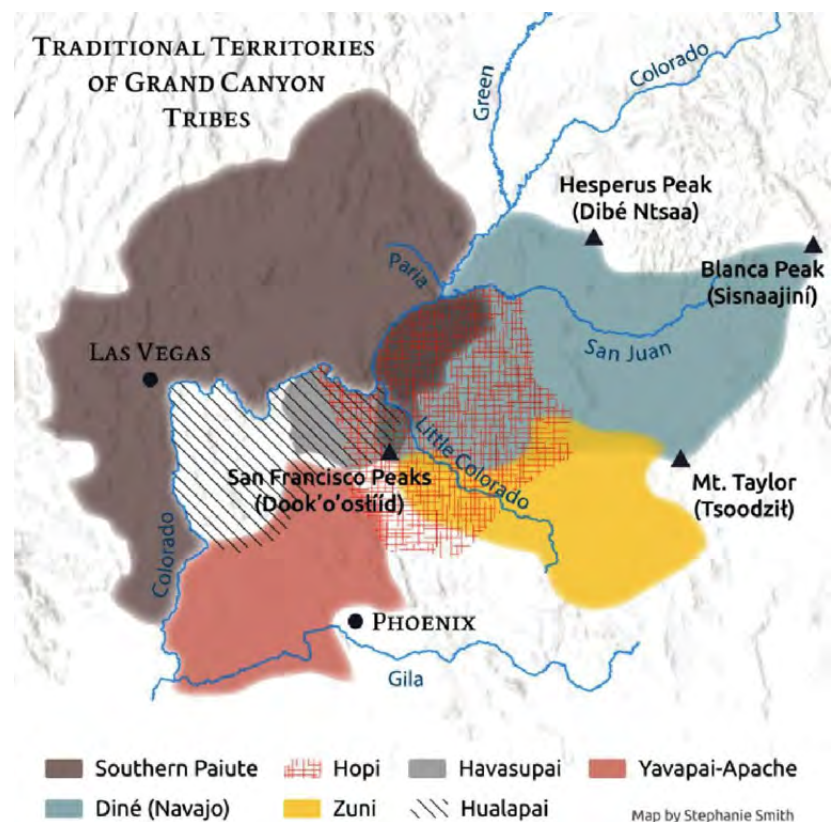 TRADITIONAL TERRITORIES
OF GRAND CANYON
TRIBES
Green
Colorado
Hesperus Peak
(Dibé Ntsaa)
Blanca Peak
(Sisnaajiní)
Paria
San Juan
LAS VEGAS
Little Colorado
San Francisco Peaks
(Dook'o'osłííd)
Mt. Taylor
(Tsoodził)
Colorado
PHOENIX
Gila
Southern Paiute
Hopi
Havasupai
Yavapai-Apache
Diné (Navajo)
Zuni
Hualapai
Map by Stephanie Smith